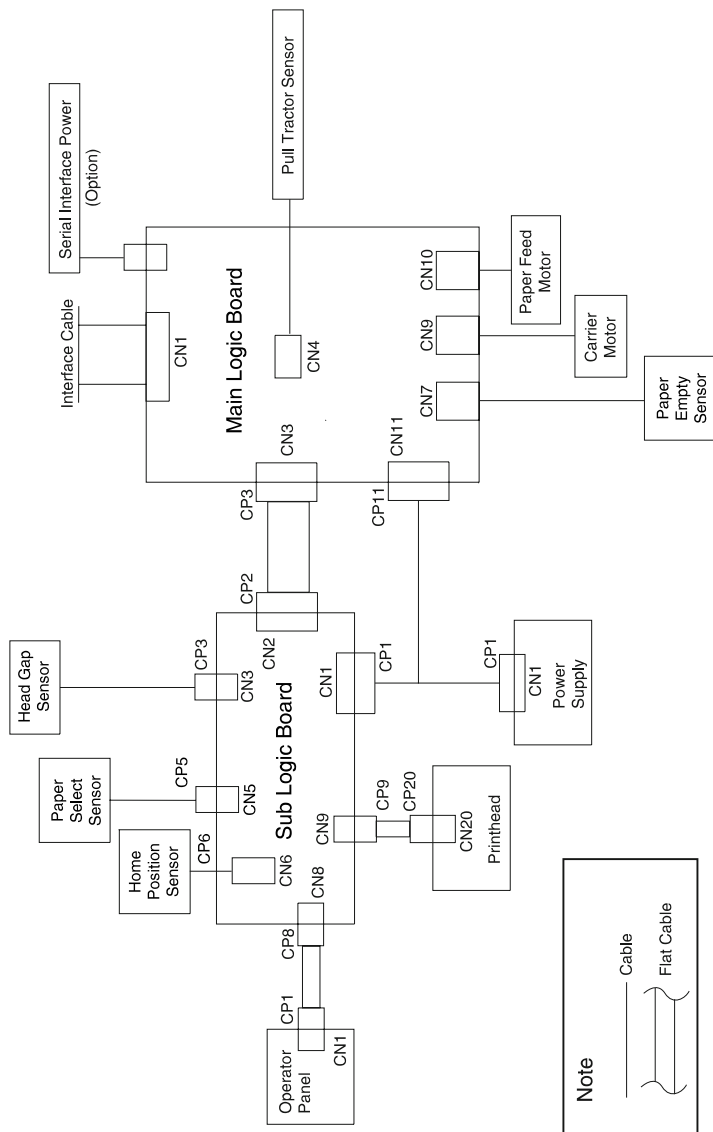 Serial Interface Power
(Option)
Interface Cable
CN1
Pull Tractor Sensor
Main Logic Board
CN4
CN3
CP3
CN11
CP11
CN7
CN9
CN10
Paper Feed
Motor
Carrier
Motor
Paper
Empty
Sensor
Head Gap
Sensor
CP3
CN3
CP2
CN2
Paper
Select
Sensor
CP5
CN5
Home
Position
Sensor
CP6
CN6
Sub Logic Board
CN1
CP1
CP1
CN1
Power
Supply
CN9
CP9
CP20
CN20
Printhead
CN8
CP8
CP1
CN1
Operator
Panel
Note
Cable
Flat Cable